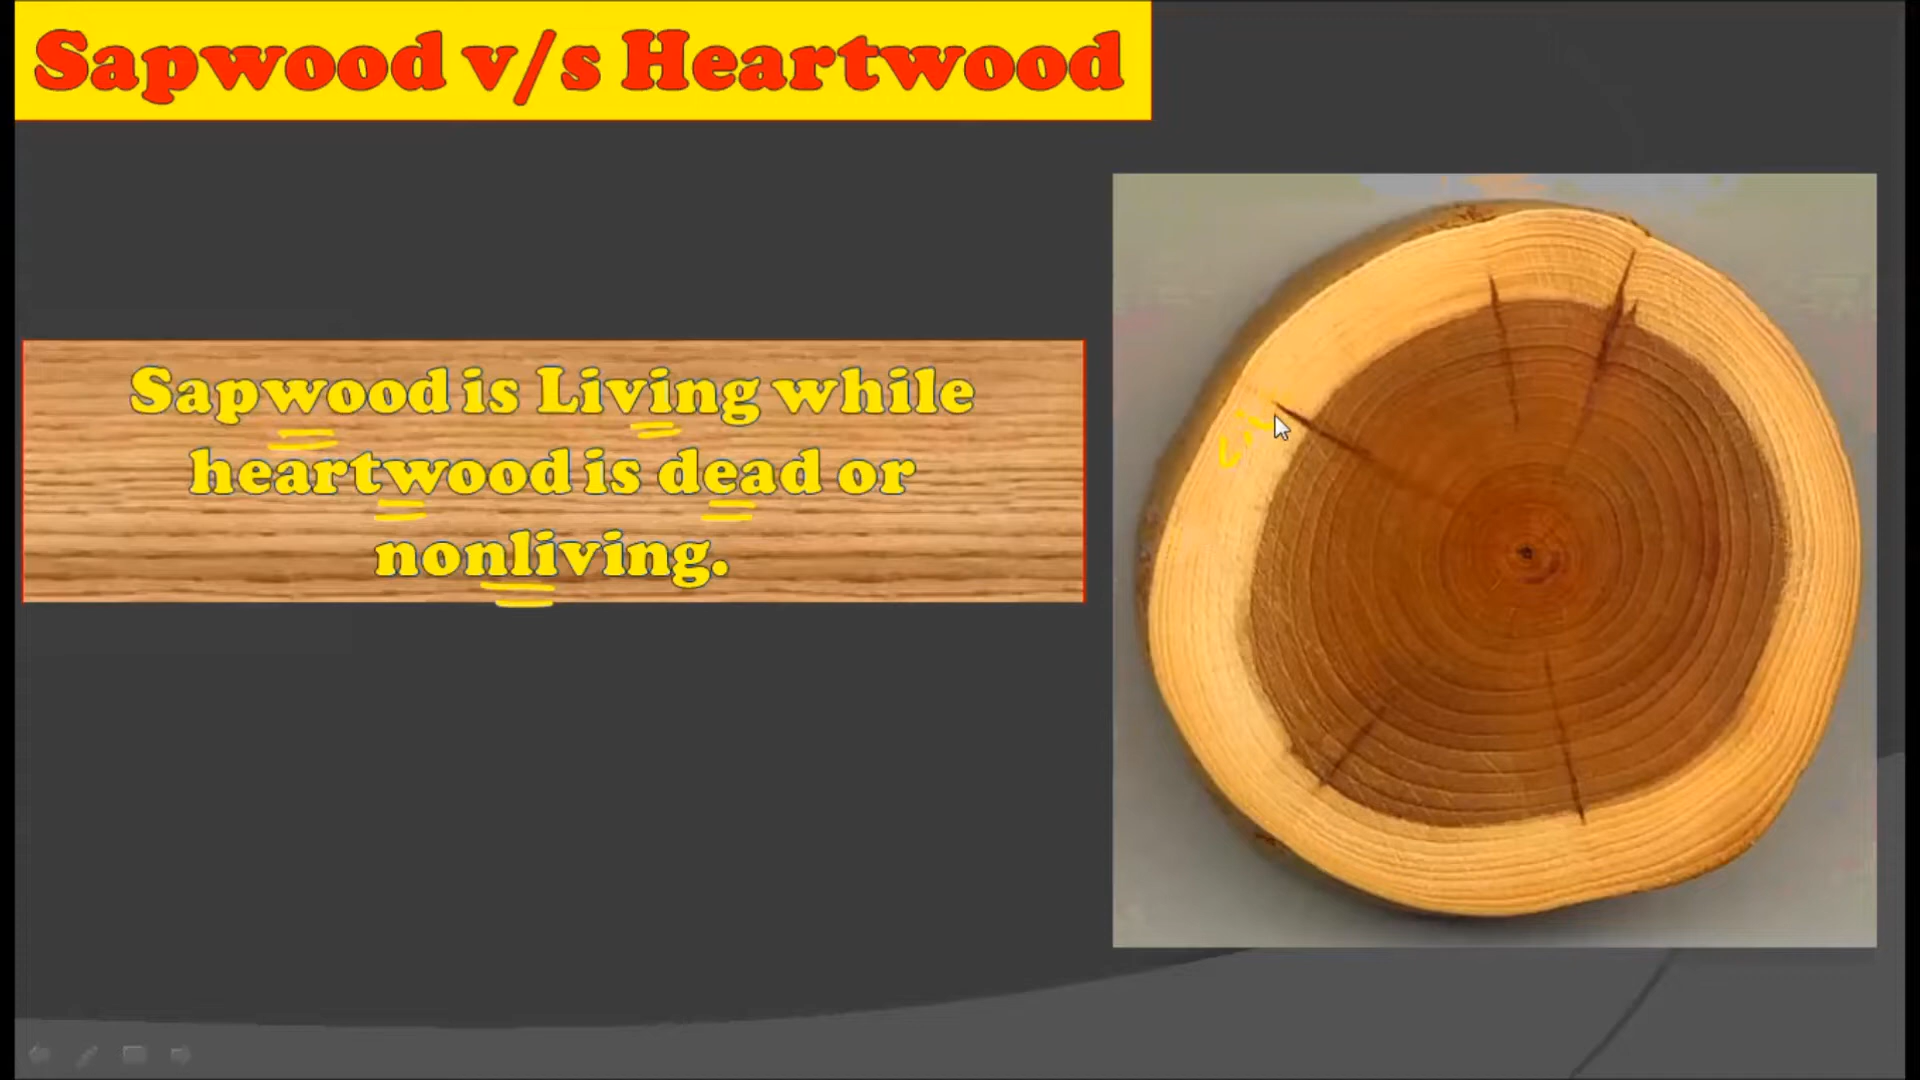 Sapwood v/s Heartwood
Sapwood is Living while
heartwood is dead or
nonliving.